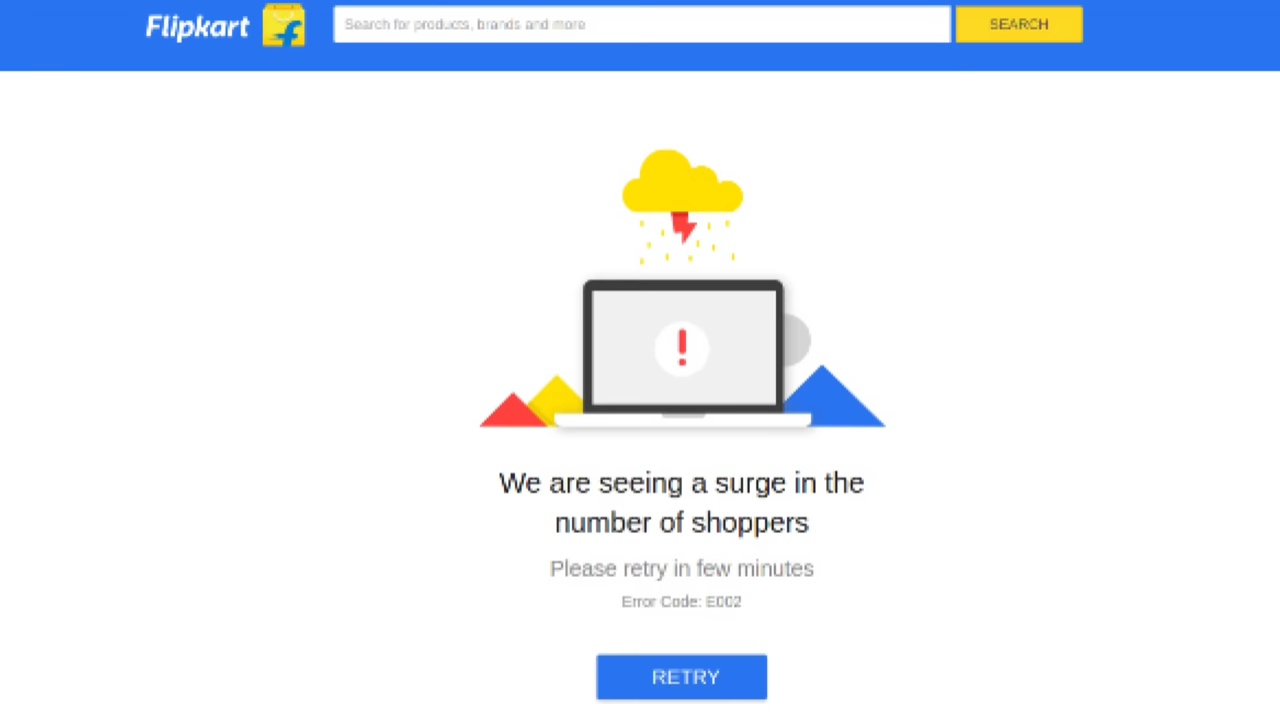 Flipkart
Search for products, brands and more
SEARCH
We are seeing a surge in the
number of shoppers
Please retry in few minutes
Error Code: E002
RETRY